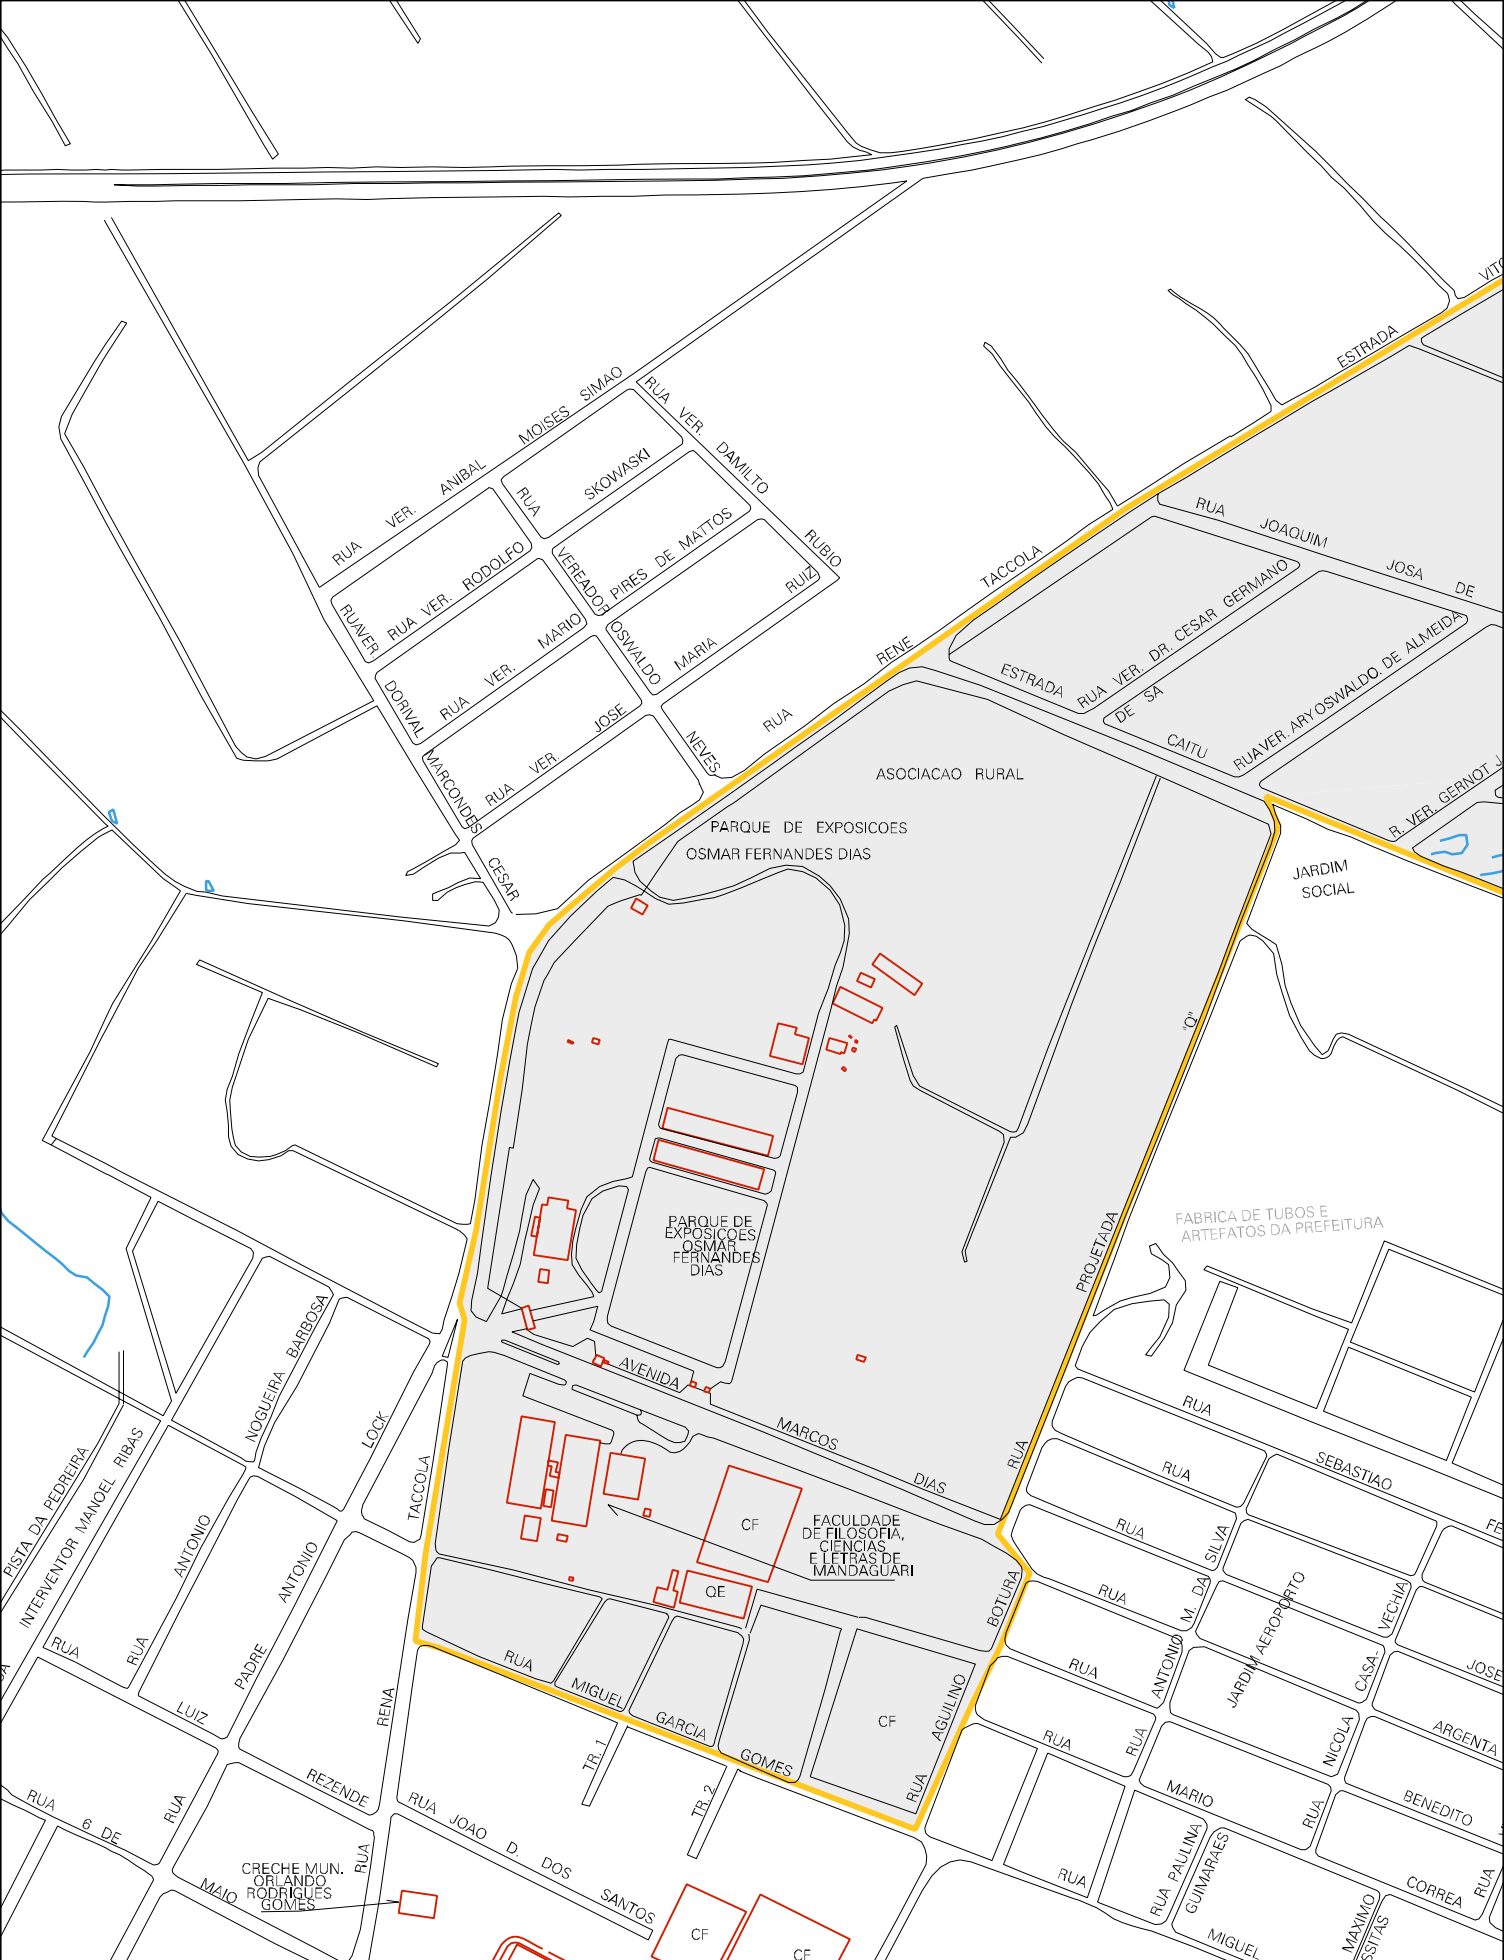 ESTRADA
RUA VER. ANIBAL MOISES SIMAO
RUA VER. DAMILTO RUBIO
RUA VEREADOR OSWALDO NEVES
SKOWASKI
RUA VER. RODOLFO
PIRES DE MATTOS
RUA VER. MARIO
MARIA RUIZ
RUA VER. JOSE
RUAVER DORIVAL MARCONDES CESAR
RUA RENE TACCOLA
RUA JOAQUIM JOSA DE
RUA VER. DR. CESAR GERMANO
ESTRADA
DE SA
CAITU
RUAVER. ARY OSWALDO. DE ALMEIDA
R. VER. GERNOT
ASOCIACAO RURAL
PARQUE DE EXPOSICOES
OSMAR FERNANDES DIAS
JARDIM
SOCIAL
"Q"
PROJETADA
RUA
FABRICA DE TUBOS E
ARTEFATOS DA PREFEITURA
PARQUE DE
EXPOSICOES
OSMAR
FERNANDES
DIAS
AVENIDA MARCOS DIAS
NOGUEIRA BARBOSA
LOCK
TACCOLA
PISTA DA PEDREIRA
INTERVENTOR MANOEL RIBAS
ANTONIO
RUA
ANTONIO
PADRE
RUA
LUIZ
RENA
REZENDE
RUA
RUA
CF
QE
FACULDADE
DE FILOSOFIA,
CIENCIAS
E LETRAS DE
MANDAGUARI
RUA SEBASTIAO
RUA
RUA
RUA
RUA
RUA
RUA
ANTONIO M. DA SILVA
RUA
JARDIM AEROPORTO
VECHIA
CASA-
NICOLA
RUA
JOSE
ARGENTA
BENEDITO
MARIO
CORREA
RUA
BOTURA
AGUILINO
RUA
CF
RUA MIGUEL GARCIA GOMES
TR. 1
TR. 2
RUA 6 DE MAIO
RUA JOAO D. DOS SANTOS
CRECHE MUN.
ORLANDO
RODRIGUES
GOMES
CF
CF
RUA PAULINA
GUIMARAES
MIGUEL
MAXIMO